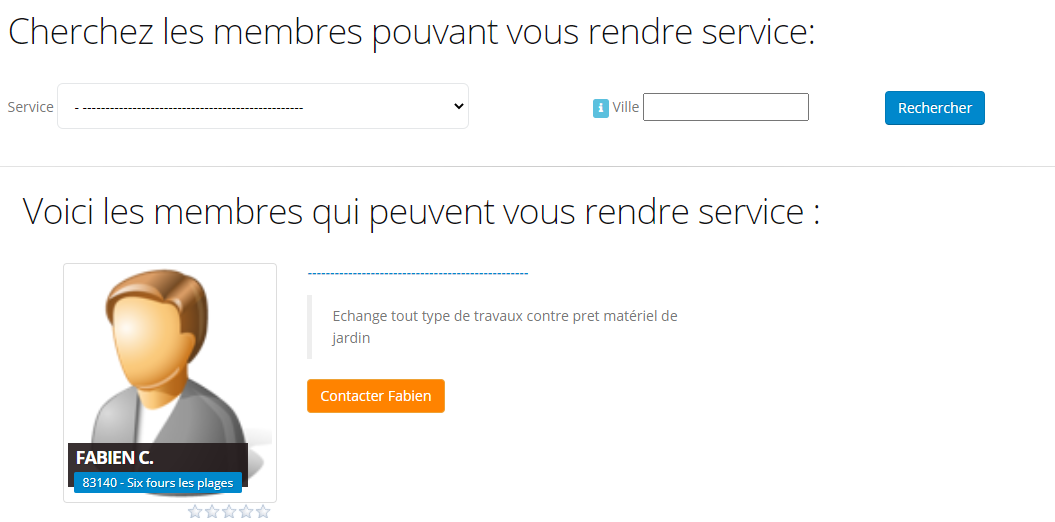 Cherchez les membres pouvant vous rendre service:
Service - ------------------------------------------------ Ville Rechercher
Voici les membres qui peuvent vous rendre service :
------------------------------------------------
Echange tout type de travaux contre pret matériel de
jardin
Contacter Fabien
FABIEN C.
83140 - Six fours les plages